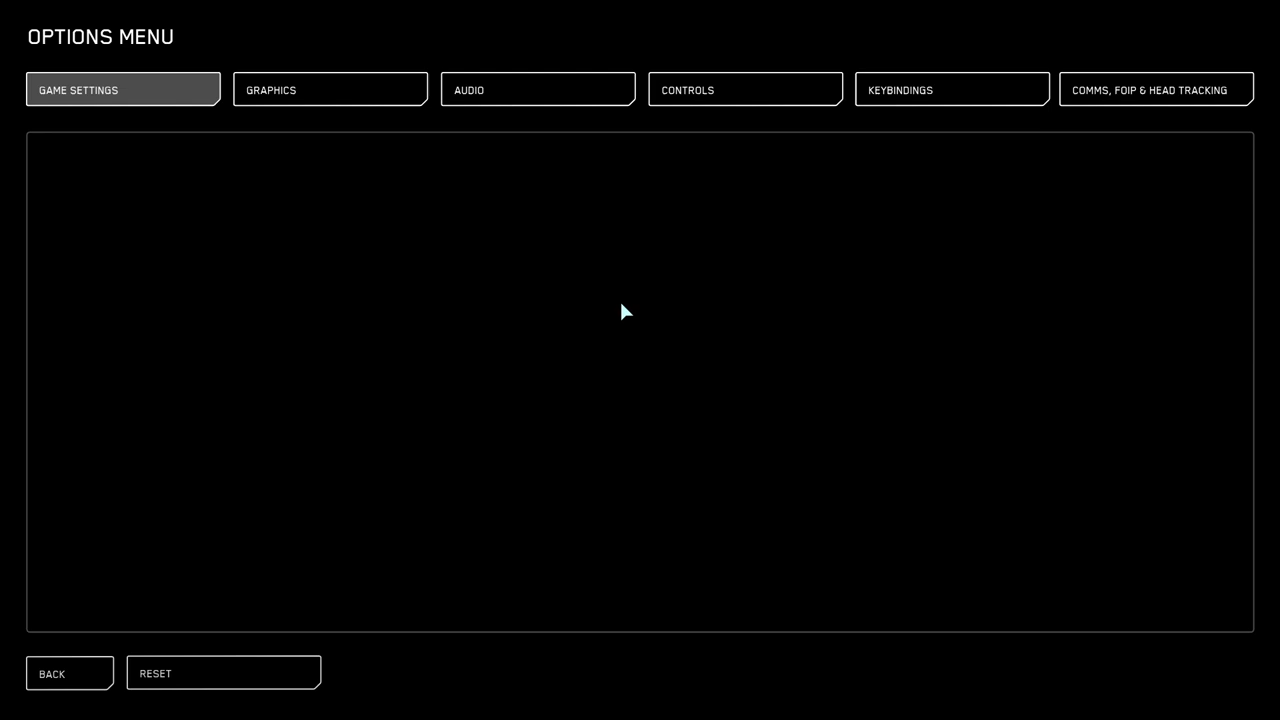 OPTIONS MENU
GAME SETTINGS
GRAPHICS
AUDIO
CONTROLS
KEYBINDINGS
COMMS, FOIP & HEAD TRACKING
BACK
RESET